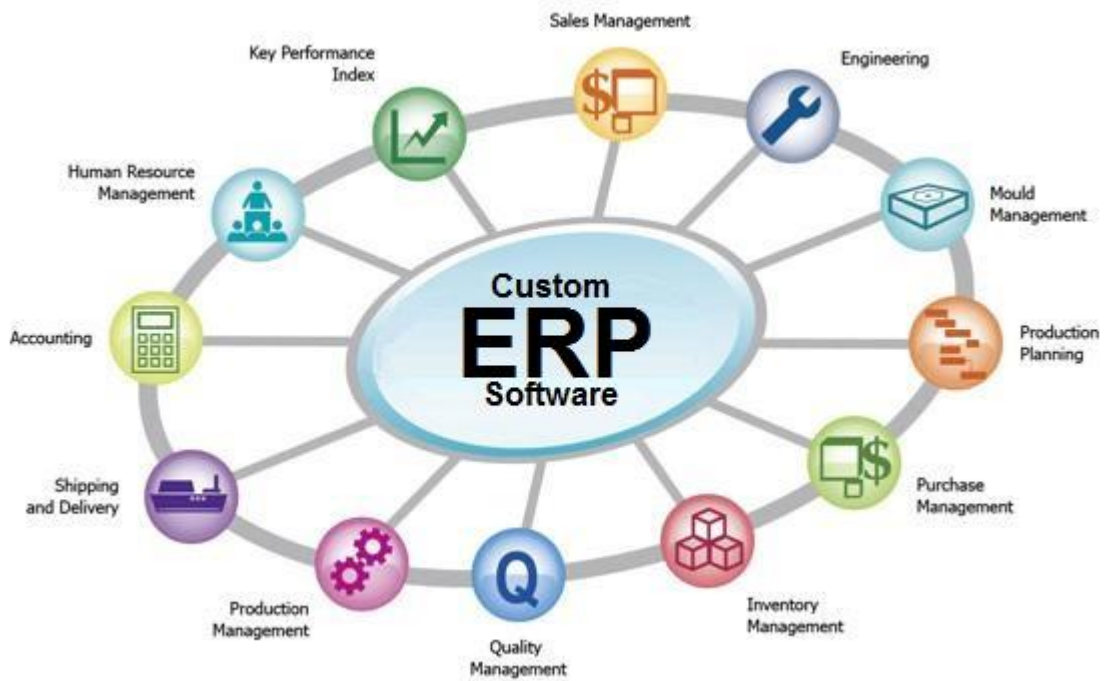 Sales Management
Key Performance
Index
Engineering
Human Resource
Management
Mould
Management
Custom
ERP
Software
Accounting
Production
Planning
Shipping
and Delivery
Purchase
Management
Production
Management
Q
Quality
Management
Inventory
Management